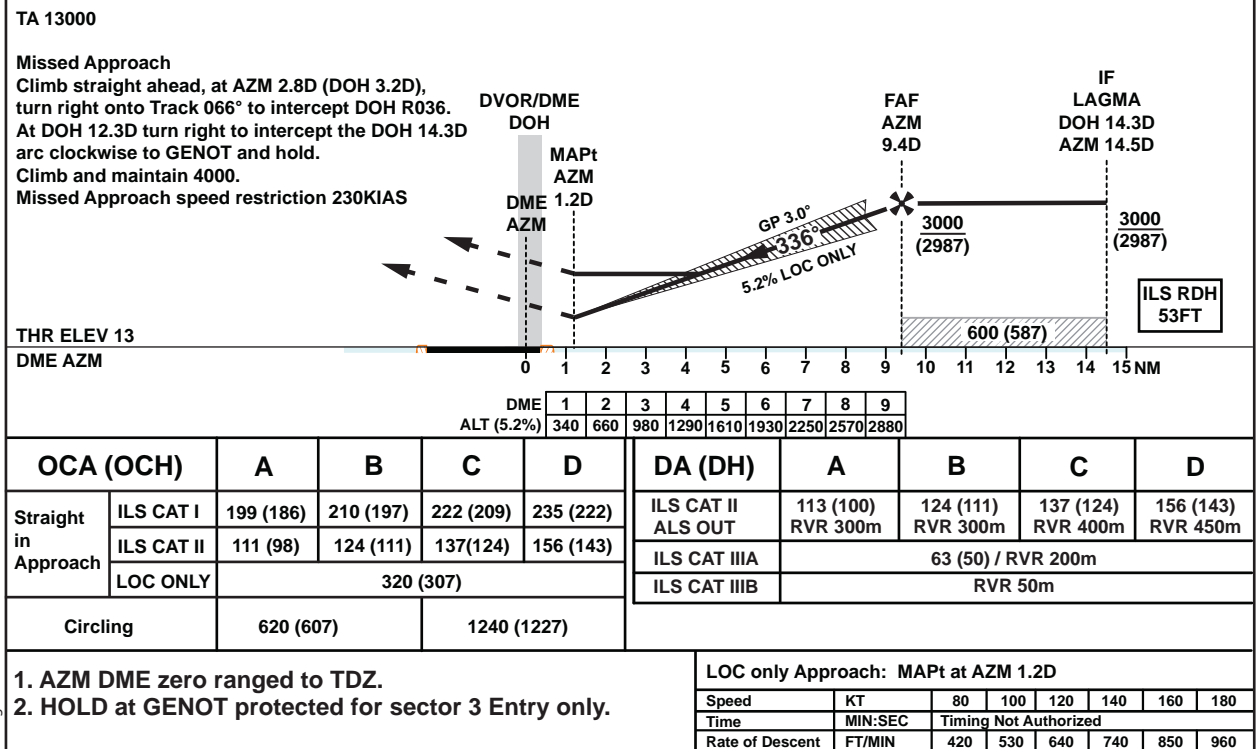 TA 13000
Missed Approach
Climb straight ahead, at AZM 2.8D (DOH 3.2D),
turn right onto Track 066° to intercept DOH R036.
At DOH 12.3D turn right to intercept the DOH 14.3D
arc clockwise to GENOT and hold.
Climb and maintain 4000.
Missed Approach speed restriction 230KIAS
DVOR/DME
DOH
MAPt
AZM
1.2D
DME
AZM
FAF
AZM
9.4D
IF
LAGMA
DOH 14.3D
AZM 14.5D
GP 3.0°
336°
5.2% LOC ONLY
3000
(2987)
3000
(2987)
ILS RDH
53FT
600 (587)
THR ELEV 13
DME AZM
0 1 2 3 4 5 6 7 8 9 10 11 12 13 14 15 NM
DME 1 2 3 4 5 6 7 8 9
ALT (5.2%) 340 660 980 1290 1610 1930 2250 2570 2880
OCA (OCH) A B C D
Straight
in
Approach
ILS CAT I 199 (186) 210 (197) 222 (209) 235 (222)
ILS CAT II 111 (98) 124 (111) 137(124) 156 (143)
LOC ONLY 320 (307)
Circling 620 (607) 1240 (1227)
DA (DH) A B C D
ILS CAT II 113 (100) 124 (111) 137 (124) 156 (143)
ALS OUT RVR 300m RVR 300m RVR 400m RVR 450m
ILS CAT IIIA 63 (50) / RVR 200m
ILS CAT IIIB RVR 50m
1. AZM DME zero ranged to TDZ.
2. HOLD at GENOT protected for sector 3 Entry only.
LOC only Approach: MAPt at AZM 1.2D
Speed KT 80 100 120 140 160 180
Time MIN:SEC Timing Not Authorized
Rate of Descent FT/MIN 420 530 640 740 850 960